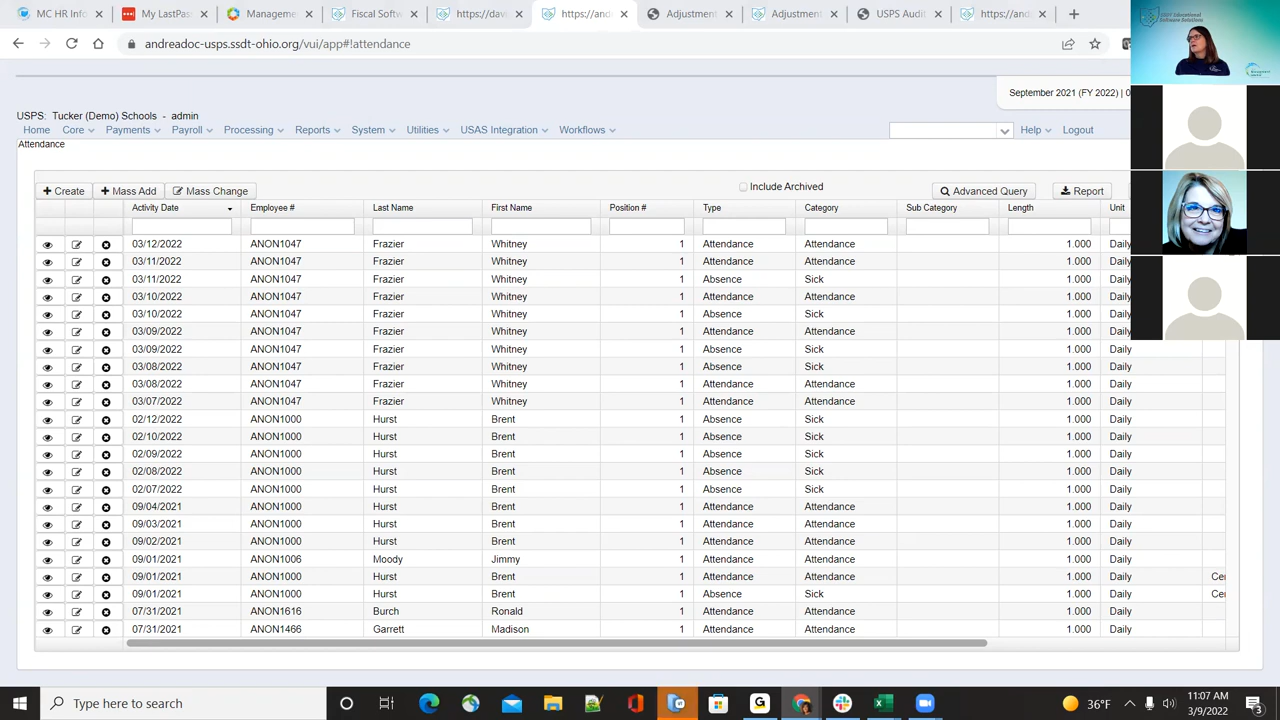 MC HR Info
My LastPass
Manageme
Fiscal Softw
https://andre
Adjustment
Adjustment
https://and
andreadoc-usps.ssdt-ohio.org/vui/app#!attendance
SSDT Educational
Software Solutions
September 2021 (FY 2022) | 0
USPS: Tucker (Demo) Schools - admin
Home Core Payments Payroll Processing Reports System Utilities USAS Integration Workflows Help Logout
Attendance
Create Mass Add Mass Change Include Archived Advanced Query Report
Activity Date Employee # Last Name First Name Position # Type Category Sub Category Length Unit
03/12/2022 ANON1047 Frazier Whitney 1 Attendance Attendance 1.000 Daily
03/11/2022 ANON1047 Frazier Whitney 1 Attendance Attendance 1.000 Daily
03/11/2022 ANON1047 Frazier Whitney 1 Absence Sick 1.000 Daily
03/10/2022 ANON1047 Frazier Whitney 1 Attendance Attendance 1.000 Daily
03/10/2022 ANON1047 Frazier Whitney 1 Absence Sick 1.000 Daily
03/09/2022 ANON1047 Frazier Whitney 1 Attendance Attendance 1.000 Daily
03/09/2022 ANON1047 Frazier Whitney 1 Absence Sick 1.000 Daily
03/08/2022 ANON1047 Frazier Whitney 1 Absence Sick 1.000 Daily
03/08/2022 ANON1047 Frazier Whitney 1 Attendance Attendance 1.000 Daily
03/07/2022 ANON1047 Frazier Whitney 1 Attendance Attendance 1.000 Daily
02/12/2022 ANON1000 Hurst Brent 1 Absence Sick 1.000 Daily
02/10/2022 ANON1000 Hurst Brent 1 Absence Sick 1.000 Daily
02/09/2022 ANON1000 Hurst Brent 1 Absence Sick 1.000 Daily
02/08/2022 ANON1000 Hurst Brent 1 Absence Sick 1.000 Daily
02/07/2022 ANON1000 Hurst Brent 1 Absence Sick 1.000 Daily
09/04/2021 ANON1000 Hurst Brent 1 Attendance Attendance 1.000 Daily
09/03/2021 ANON1000 Hurst Brent 1 Attendance Attendance 1.000 Daily
09/02/2021 ANON1000 Hurst Brent 1 Attendance Attendance 1.000 Daily
09/01/2021 ANON1006 Moody Jimmy 1 Attendance Attendance 1.000 Daily
09/01/2021 ANON1000 Hurst Brent 1 Attendance Attendance 1.000 Daily Cer
09/01/2021 ANON1000 Hurst Brent 1 Absence Sick 1.000 Daily Cer
07/31/2021 ANON1616 Burch Ronald 1 Attendance Attendance 1.000 Daily
07/31/2021 ANON1466 Garrett Madison 1 Attendance Attendance 1.000 Daily
Type here to search
36°F
11:07 AM
3/9/2022
3